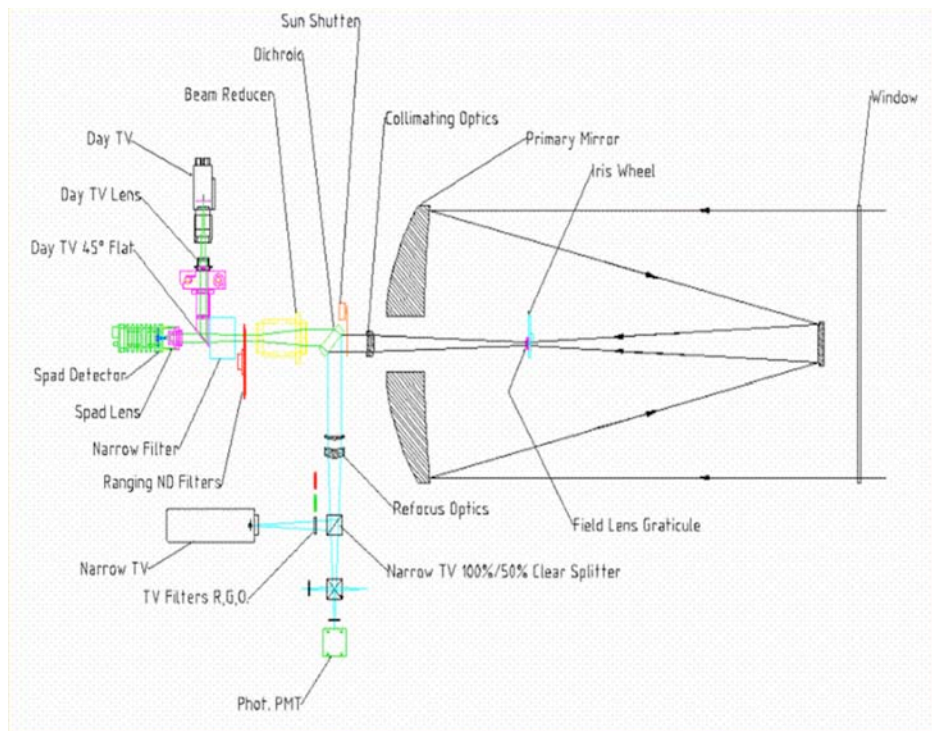 Sun Shutten
Dichroic
Beam Reducer
Collimating Optics
Window
Day TV
Primary Mirror
Iris Wheel
Day TV Lens
Day TV 45° Flat
Spad Detector
Spad Lens
Narrow Filter
Ranging ND Filters
Refocus Optics
Field Lens Graticule
Narrow TV
Narrow TV 100%/50% Clear Splitter
TV Filters R,G,O.
Phot. PMT